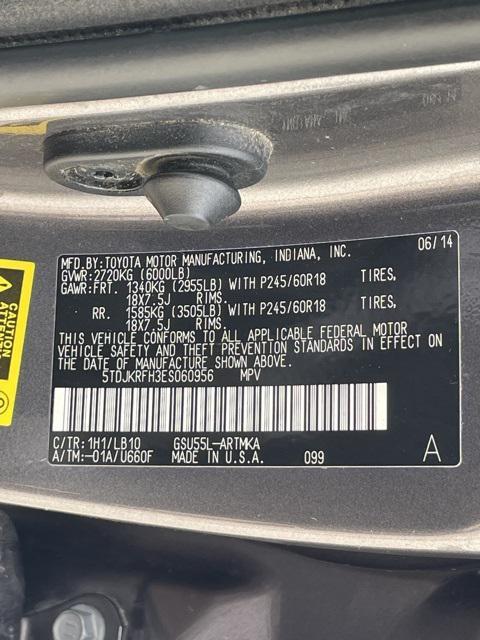 MFD.BY:TOYOTA MOTOR MANUFACTURING, INDIANA, INC. 06/14
GVWR:2720KG (6000LB)
GAWR:FRT. 1340KG (2955LB) WITH P245/60R18 TIRES,
18X7.5J RIMS.
RR. 1585KG (3505LB) WITH P245/60R18 TIRES,
18X7.5J RIMS.
THIS VEHICLE CONFORMS TO ALL APPLICABLE FEDERAL MOTOR
VEHICLE SAFETY AND THEFT PREVENTION STANDARDS IN EFFECT ON
THE DATE OF MANUFACTURE SHOWN ABOVE.
5TDJKRFH3ES060956 MPV
C/TR:1H1/LB10 GSU55L-ARTMKA
A/TM:-01A/U660F MADE IN U.S.A. 099 A
CAUTION